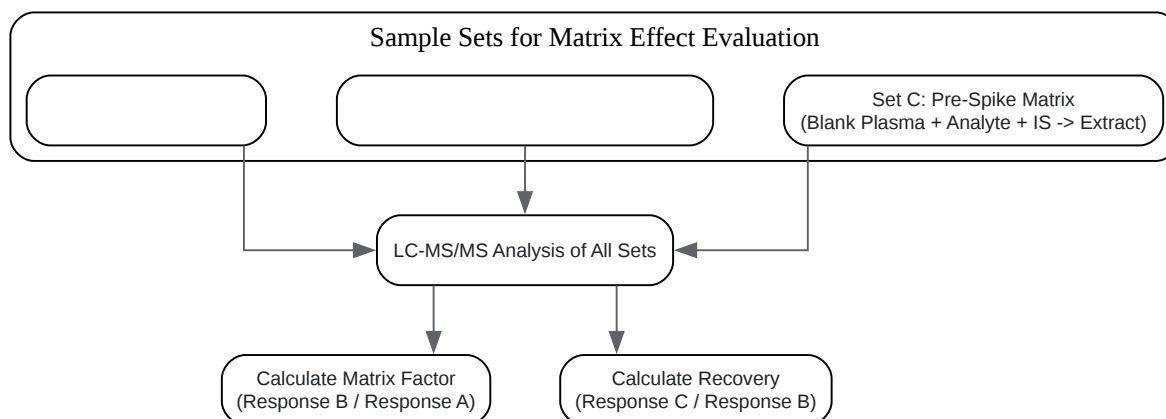 Sample Sets for Matrix Effect Evaluation
Set C: Pre-Spike Matrix
(Blank Plasma + Analyte + IS -> Extract)
LC-MS/MS Analysis of All Sets
Calculate Matrix Factor
(Response B / Response A)
Calculate Recovery
(Response C / Response B)